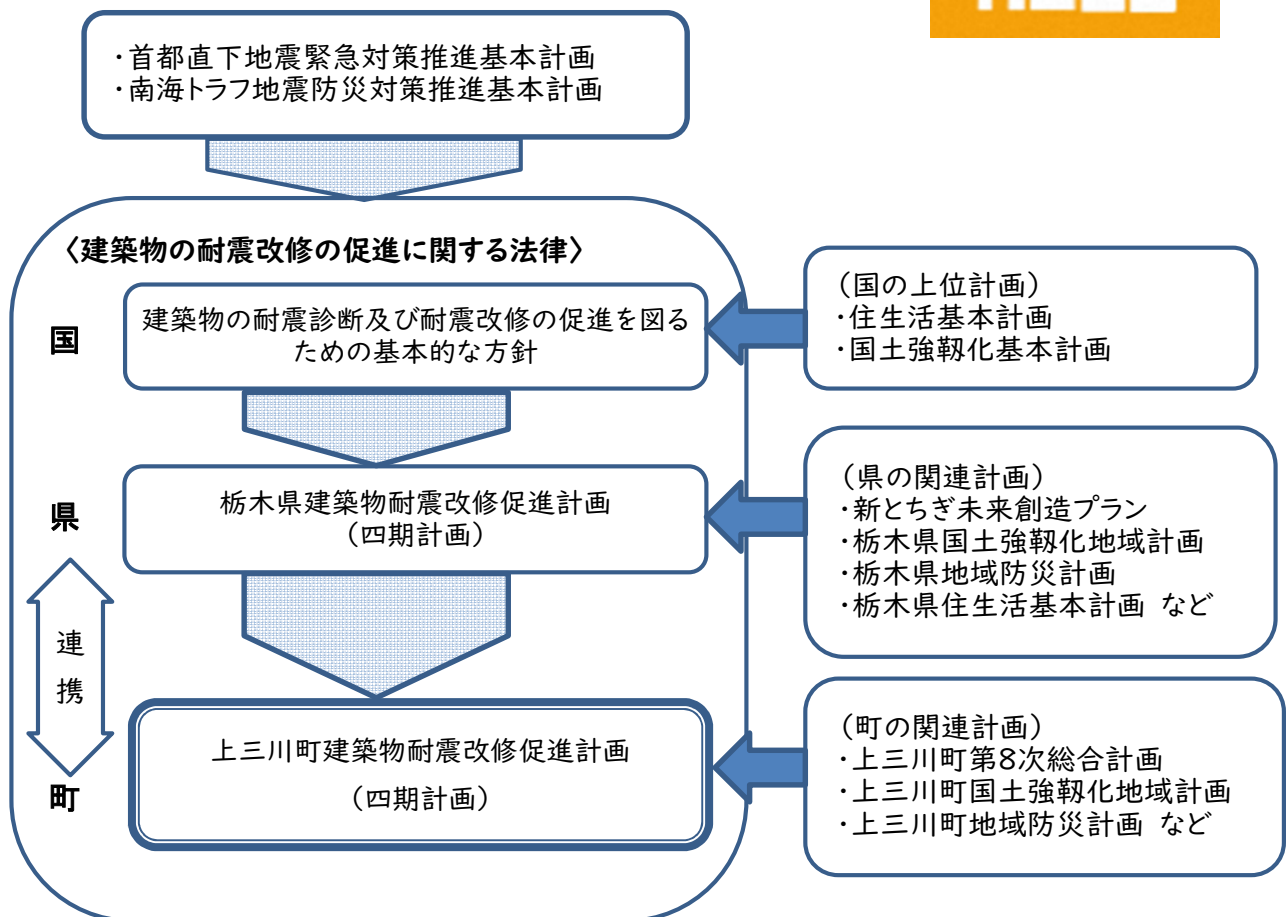 ・首都直下地震緊急対策推進基本計画
・南海トラフ地震防災対策推進基本計画
〈建築物の耐震改修の促進に関する法律〉
国
建築物の耐震診断及び耐震改修の促進を図る
ための基本的な方針
(国の上位計画)
・住生活基本計画
・国土強靱化基本計画
県
栃木県建築物耐震改修促進計画
(四期計画)
(県の関連計画)
・新とちぎ未来創造プラン
・栃木県国土強靱化地域計画
・栃木県地域防災計画
・栃木県住生活基本計画 など
連
携
町
上三川町建築物耐震改修促進計画
(四期計画)
(町の関連計画)
・上三川町第8次総合計画
・上三川町国土強靱化地域計画
・上三川町地域防災計画 など